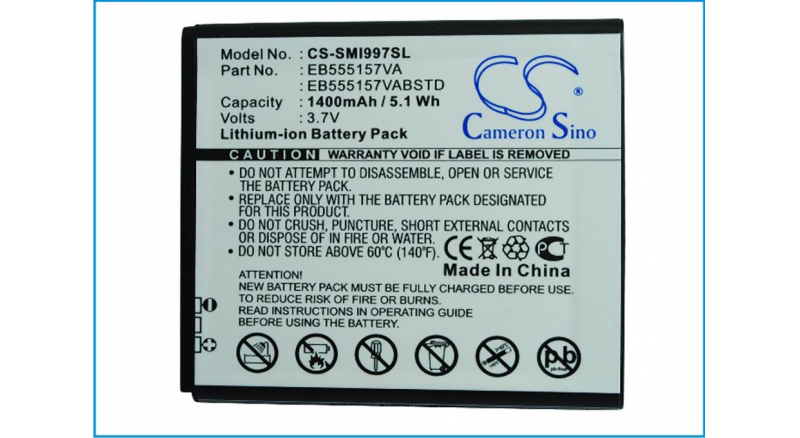 Model No.: CS-SMI997SL
Part No.: EB555157VA
EB555157VABSTD
Capacity: 1400mAh / 5.1 Wh
Volts: 3.7V
Lithium-ion Battery Pack
CS
Cameron Sino
CAUTION WARRANTY VOID IF LABEL IS REMOVED
• DO NOT ATTEMPT TO DISASSEMBLE, OPEN OR SERVICE
THE BATTERY PACK.
• REPLACE ONLY WITH THE BATTERY PACK DESIGNATED
FOR THIS PRODUCT.
• DO NOT CRUSH, PUNCTURE, SHORT EXTERNAL CONTACTS
OR DISPOSE IN FIRE OR WATER.
• DO NOT STORE ABOVE 60°C (140°F).
CE
Made In China
ATTENTION:
NEW BATTERY PACK MUST BE FULLY CHARGED BEFORE USE.
TO REDUCE RISK OF FIRE OR BURNS.
READ INSTRUCTIONS BEFORE USING THIS BATTERY PACK.
pb